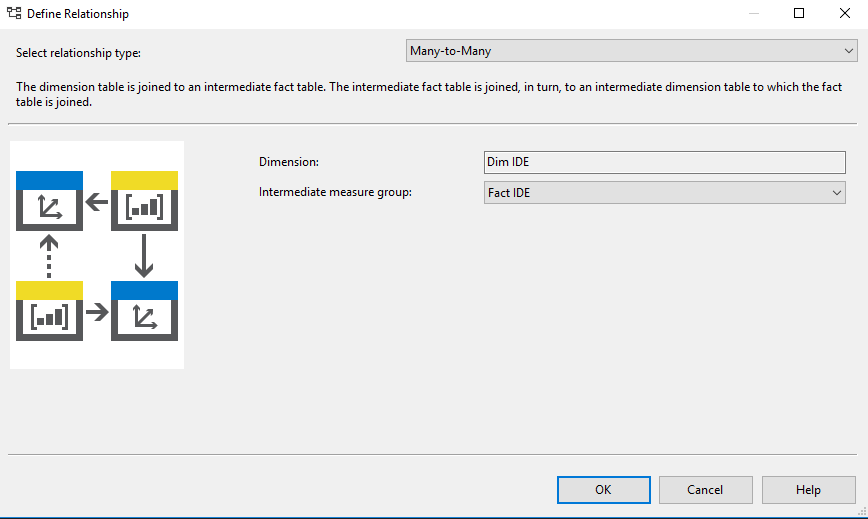 Define Relationship
Select relationship type:
Many-to-Many
The dimension table is joined to an intermediate fact table. The intermediate fact table is joined, in turn, to an intermediate dimension table to which the fact
table is joined.
Dimension:
Dim IDE
Intermediate measure group:
Fact IDE
OK
Cancel
Help